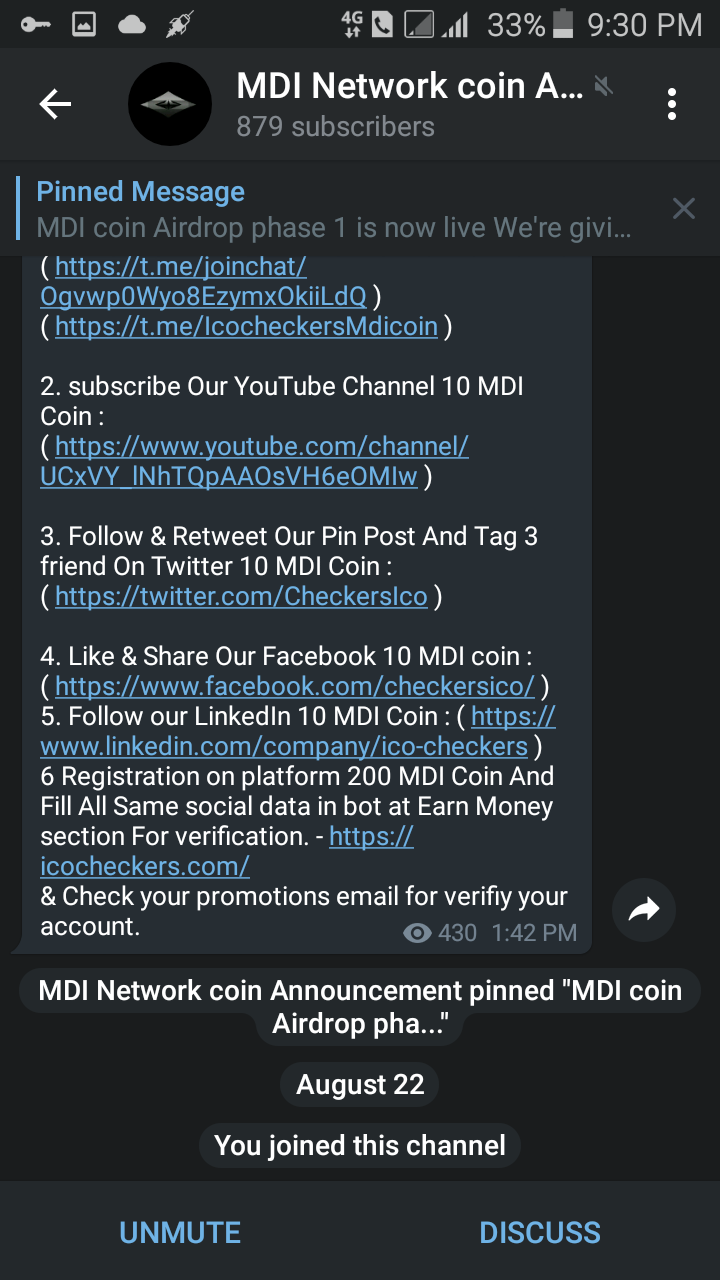 4G 33% 9:30 PM
MDI Network coin A...
879 subscribers
Pinned Message
MDI coin Airdrop phase 1 is now live We're givi...
( https://t.me/joinchat/
Ogvwp0Wyo8EzymxOkiiLdQ )
( https://t.me/IcocheckersMdicoin )
2. subscribe Our YouTube Channel 10 MDI
Coin :
( https://www.youtube.com/channel/
UCxVY_lNhTQpAAOsVH6eOMIw )
3. Follow & Retweet Our Pin Post And Tag 3
friend On Twitter 10 MDI Coin :
( https://twitter.com/CheckersIco )
4. Like & Share Our Facebook 10 MDI coin :
( https://www.facebook.com/checkersico/ )
5. Follow our LinkedIn 10 MDI Coin : ( https://
www.linkedin.com/company/ico-checkers )
6 Registration on platform 200 MDI Coin And
Fill All Same social data in bot at Earn Money
section For verification. - https://
icocheckers.com/
& Check your promotions email for verifiy your
account.
430 1:42 PM
MDI Network coin Announcement pinned "MDI coin
Airdrop pha..."
August 22
You joined this channel
UNMUTE DISCUSS